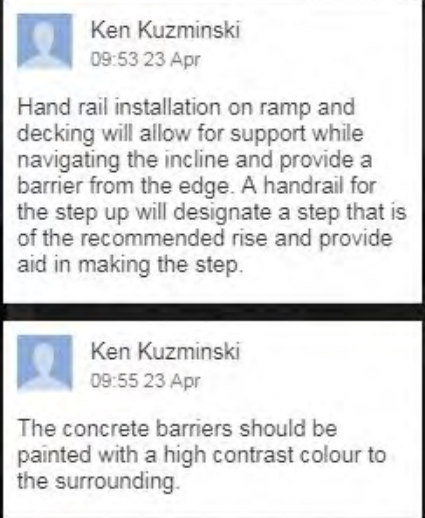 Ken Kuzminski
09:53 23 Apr
Hand rail installation on ramp and
decking will allow for support while
navigating the incline and provide a
barrier from the edge. A handrail for
the step up will designate a step that is
of the recommended rise and provide
aid in making the step.
Ken Kuzminski
09:55 23 Apr
The concrete barriers should be
painted with a high contrast colour to
the surrounding.